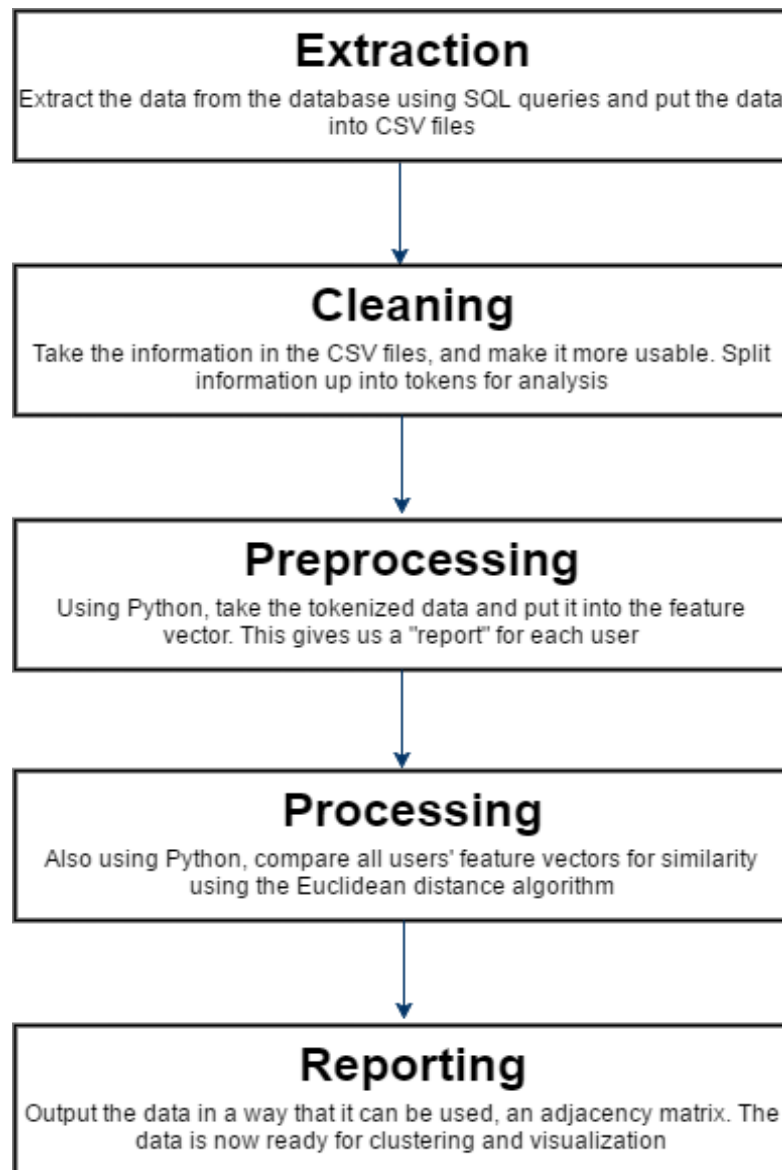 Extraction
Extract the data from the database using SQL queries and put the data
into CSV files
Cleaning
Take the information in the CSV files, and make it more usable. Split
information up into tokens for analysis
Preprocessing
Using Python, take the tokenized data and put it into the feature
vector. This gives us a "report" for each user
Processing
Also using Python, compare all users' feature vectors for similarity
using the Euclidean distance algorithm
Reporting
Output the data in a way that it can be used, an adjacency matrix. The
data is now ready for clustering and visualization